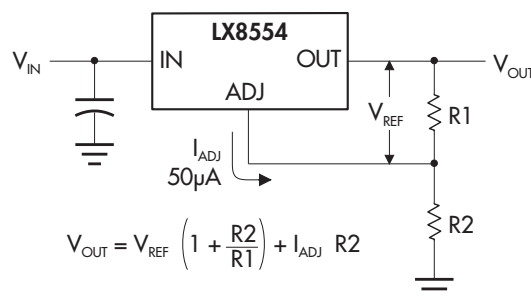 LX8554
V_IN
IN
OUT
V_OUT
ADJ
V_REF
R1
I_ADJ
50µA
R2
V_OUT = V_REF (1 + R2/R1) + I_ADJ R2